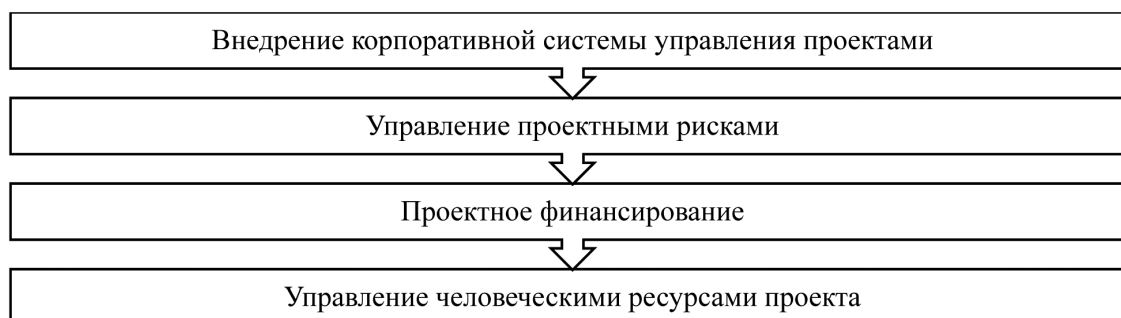 Внедрение корпоративной системы управления проектами
Управление проектными рисками
Проектное финансирование
Управление человеческими ресурсами проекта